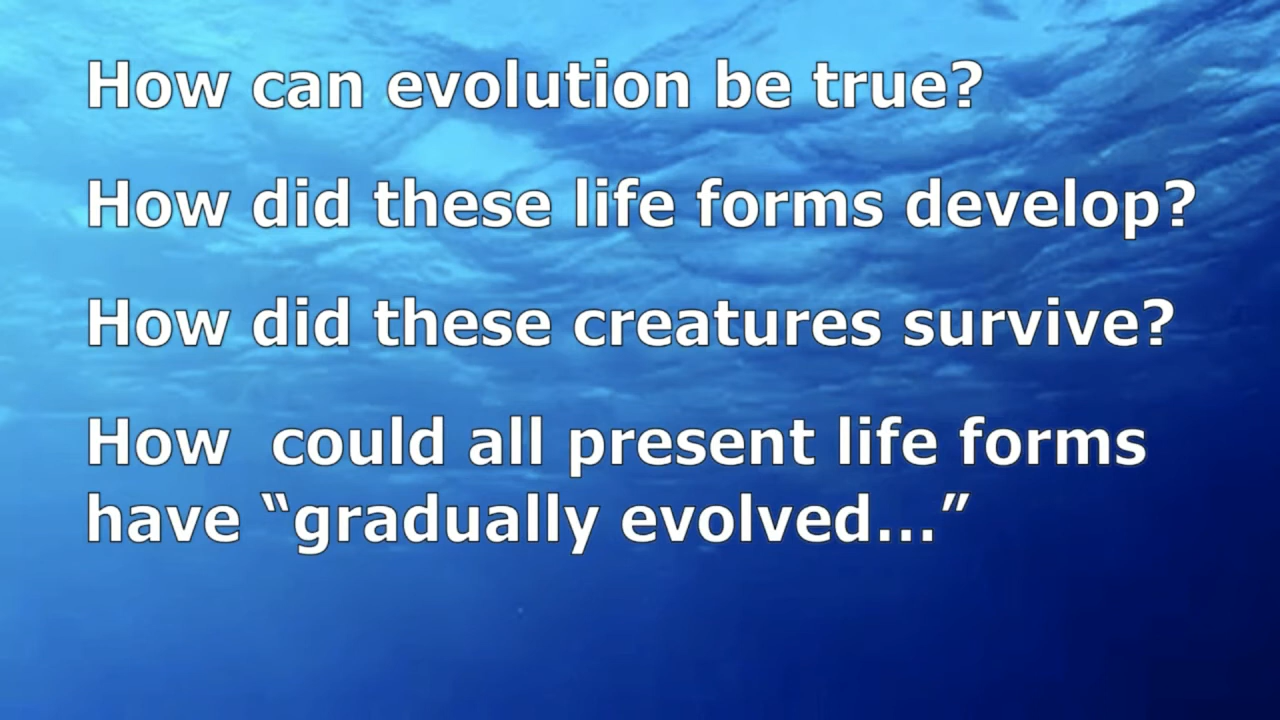 How can evolution be true?
How did these life forms develop?
How did these creatures survive?
How  could all present life forms
have “gradually evolved...”